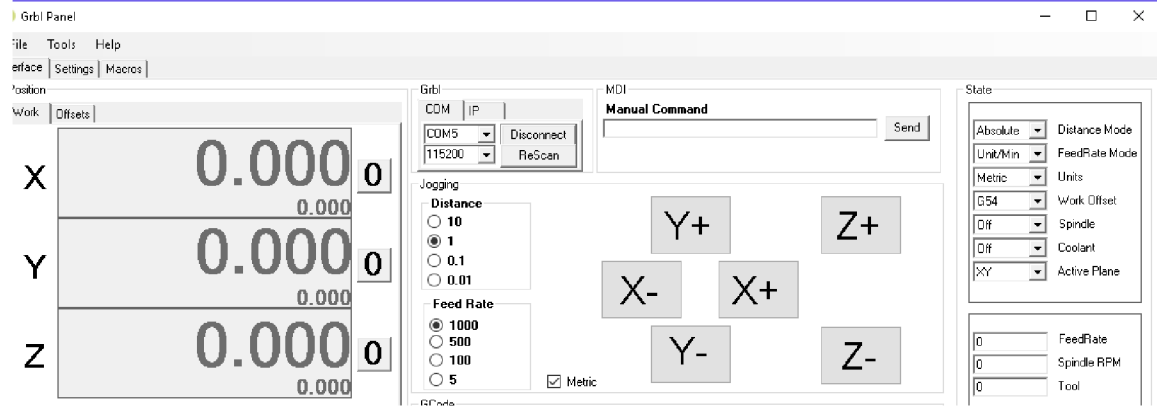 Grbl Panel
File Tools Help
erface Settings Macros
Position
Work Offsets
X 0.000 0
0.000
Y 0.000 0
0.000
Z 0.000 0
0.000
Grbl
COM IP
COM5 Disconnect
115200 ReScan
MDI
Manual Command
Send
Jogging
Distance
10
1
0.1
0.01
Feed Rate
1000
500
100
5
Metric
Y+ Z+
X- X+
Y- Z-
GCode
State
Absolute Distance Mode
Unit/Min FeedRate Mode
Metric Units
G54 Work Offset
Off Spindle
Off Coolant
XY Active Plane
0 FeedRate
0 Spindle RPM
0 Tool